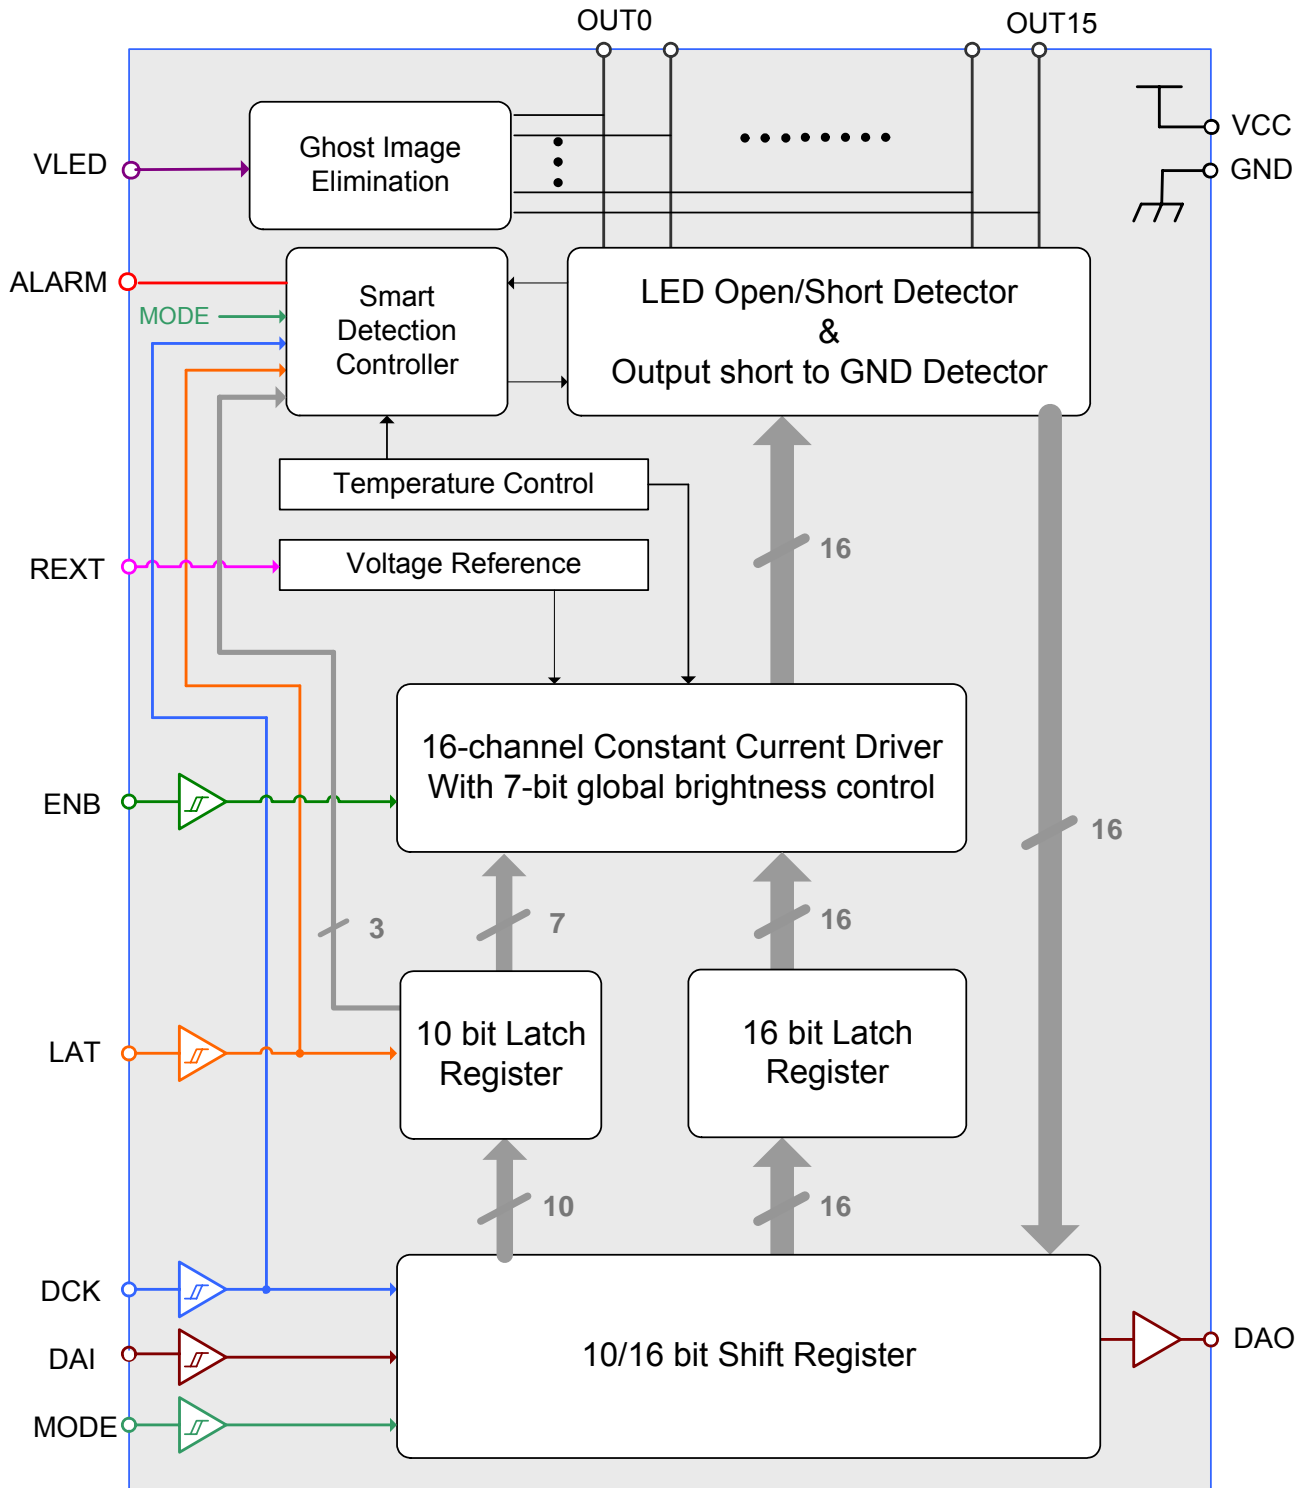 OUT0
OUT15
VCC
GND
VLED
Ghost Image
Elimination
ALARM
MODE
Smart
Detection
Controller
LED Open/Short Detector
&
Output short to GND Detector
Temperature Control
REXT
Voltage Reference
16
16-channel Constant Current Driver
With 7-bit global brightness control
ENB
16
3
7
16
LAT
10 bit Latch
Register
16 bit Latch
Register
10
16
DCK
DAI
MODE
10/16 bit Shift Register
DAO